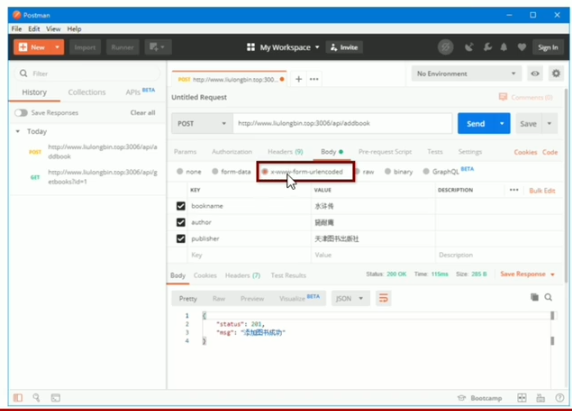 Postman
File Edit View Help
New Import Runner My Workspace Invite Sign In
Filter
History Collections APIs BETA
Save Responses Clear all
Today
POST http://www.liulongbin.top:3006/api/a
ddbook
GET http://www.liulongbin.top:3006/api/g
etbooks?id=1
POST http://www.liulongbin.top:300... + ...
No Environment
Untitled Request
Comments (0)
POST http://www.liulongbin.top:3006/api/addbook Send Save
Params Authorization Headers (9) Body Pre-request Script Tests Settings Cookies Code
none form-data x-www-form-urlencoded raw binary GraphQL BETA
KEY VALUE DESCRIPTION ... Bulk Edit
bookname 水浒传
author 施耐庵
publisher 天津图书出版社
Key Value Description
Body Cookies Headers (7) Test Results Status: 200 OK Time: 115ms Size: 285 B Save Response
Pretty Raw Preview Visualize BETA JSON
1 {
2 "status": 201,
3 "msg": "添加图书成功"
4 }
Bootcamp